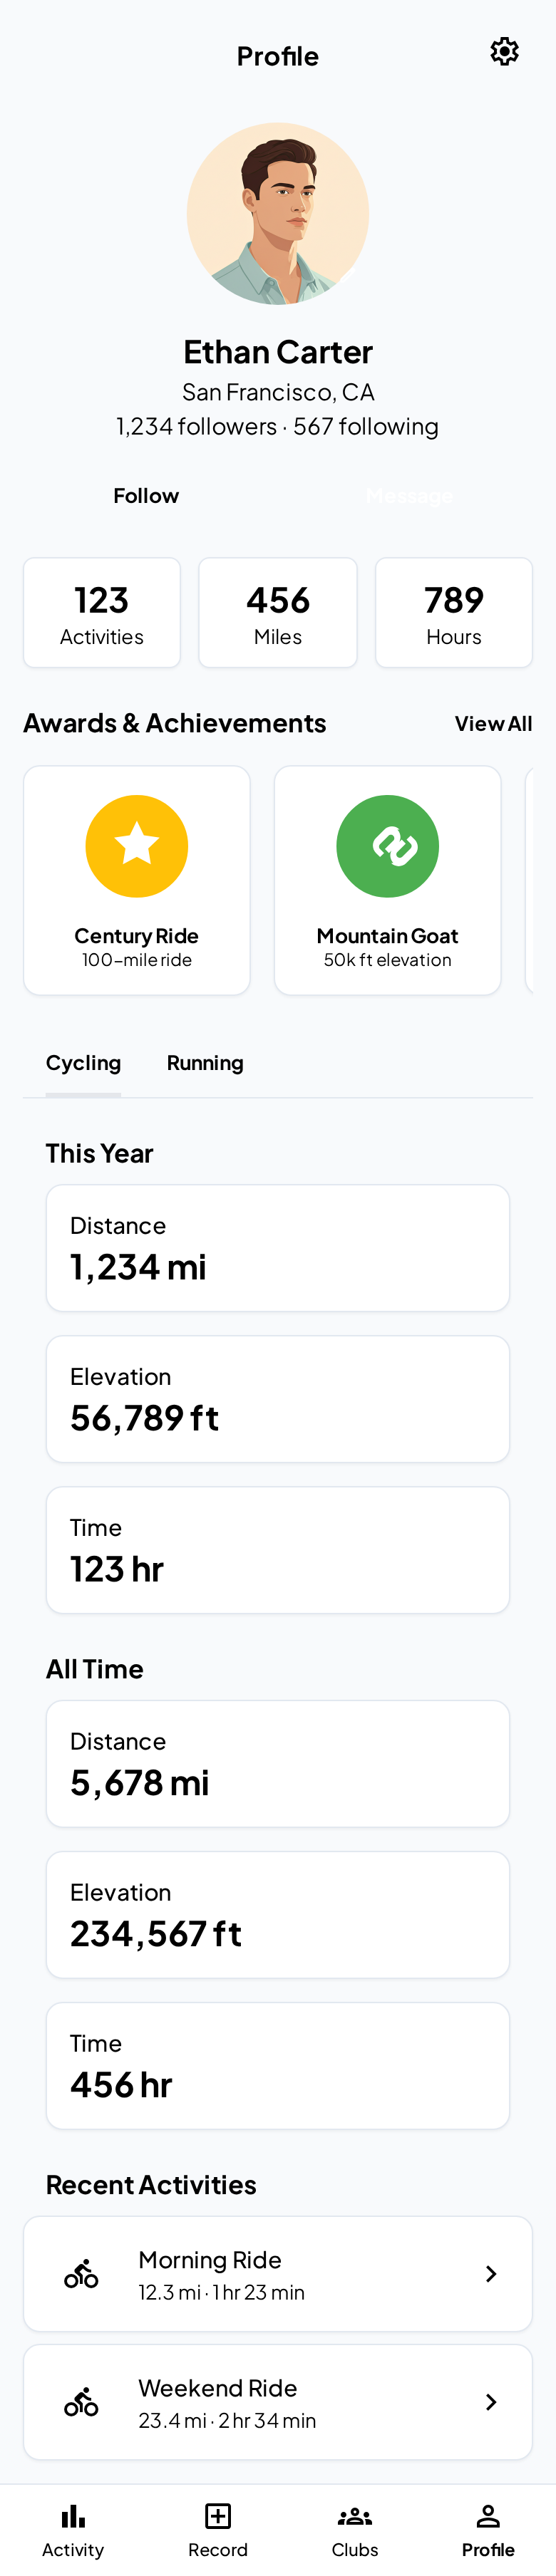 Profile
Ethan Carter
San Francisco, CA
1,234 followers · 567 following
Follow
Message
123
Activities
456
Miles
789
Hours
Awards & Achievements
View All
Century Ride
100-mile ride
Mountain Goat
50k ft elevation
Cycling
Running
This Year
Distance
1,234 mi
Elevation
56,789 ft
Time
123 hr
All Time
Distance
5,678 mi
Elevation
234,567 ft
Time
456 hr
Recent Activities
Morning Ride
12.3 mi · 1 hr 23 min
Weekend Ride
23.4 mi · 2 hr 34 min
Activity
Record
Clubs
Profile